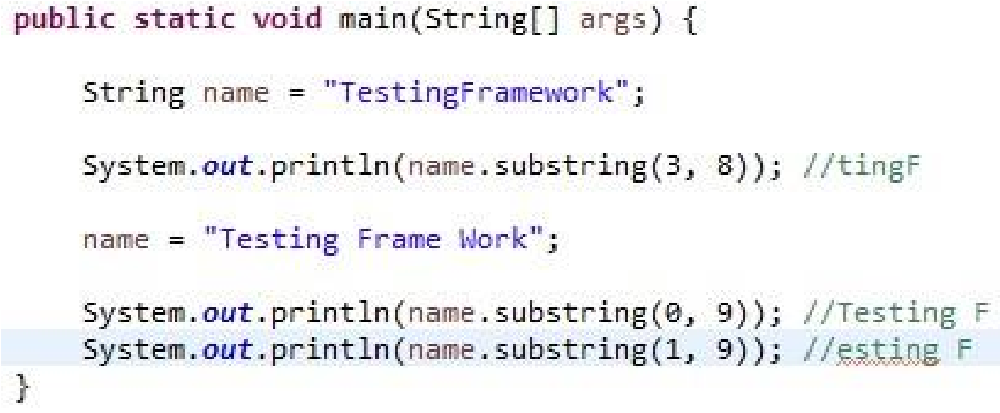 public static void main(String[] args) {
String name = "TestingFramework";
System.out.println(name.substring(3, 8)); //tingF
name = "Testing Frame Work";
System.out.println(name.substring(0, 9)); //Testing F
System.out.println(name.substring(1, 9)); //esting F
}